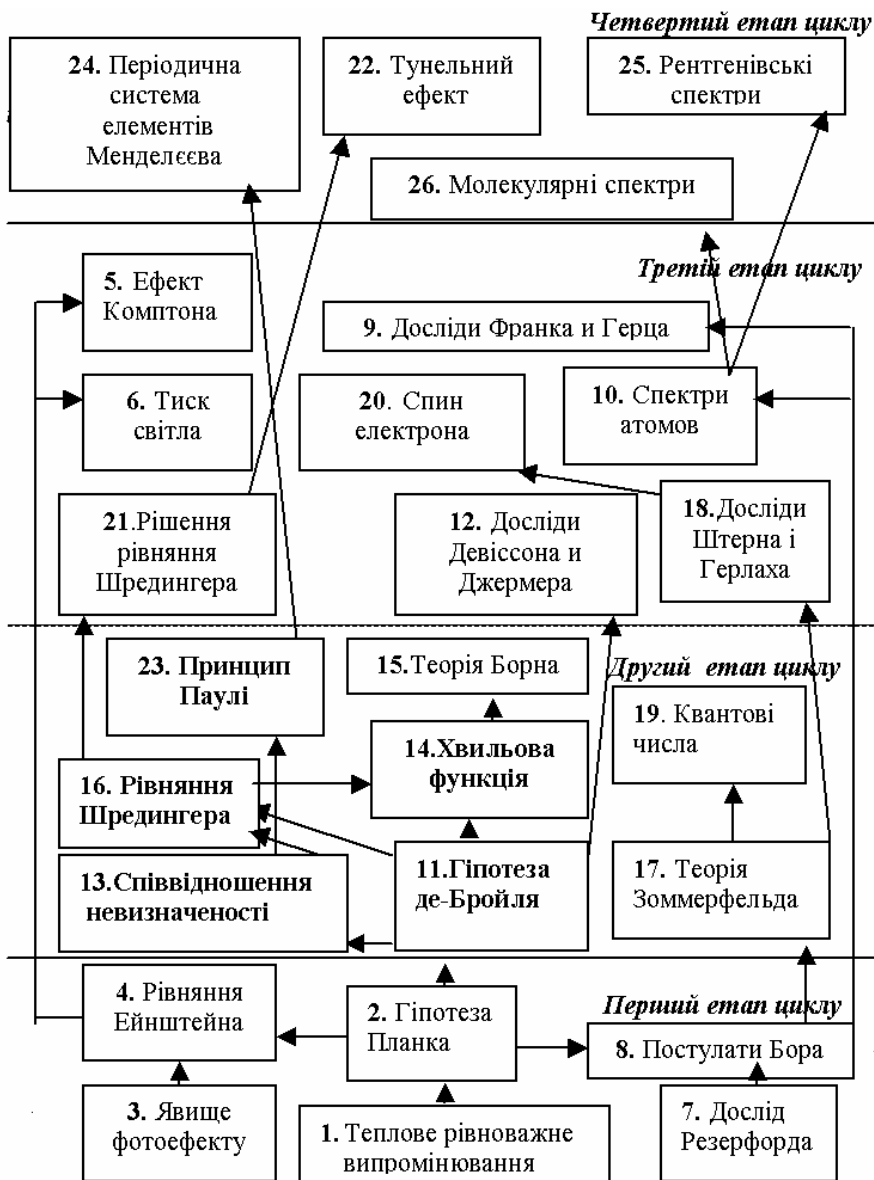 Четвертий етап циклу
24. Періодична
система
елементів
Менделєєва
22. Тунельний
ефект
25. Рентгенівські
спектри
26. Молекулярні спектри
Третій етап циклу
5. Ефект
Комптона
9. Досліди Франка и Герца
6. Тиск
світла
20. Спин
електрона
10. Спектри
атомов
21.Рішення
рівняння
Шредингера
12. Досліди
Девіссона и
Джермера
18.Досліди
Штерна і
Герлаха
Другий етап циклу
23. Принцип
Паулі
15.Теорія Борна
19. Квантові
числа
14.Хвильова
функція
16. Рівняння
Шредингера
13.Співвідношення
невизначеності
11.Гіпотеза
де-Бройля
17. Теорія
Зоммерфельда
Перший етап циклу
4. Рівняння
Ейнштейна
2. Гіпотеза
Планка
8. Постулати Бора
3. Явище
фотоефекту
1. Теплове рівноважне
випромінювання
7. Дослід
Резерфорда